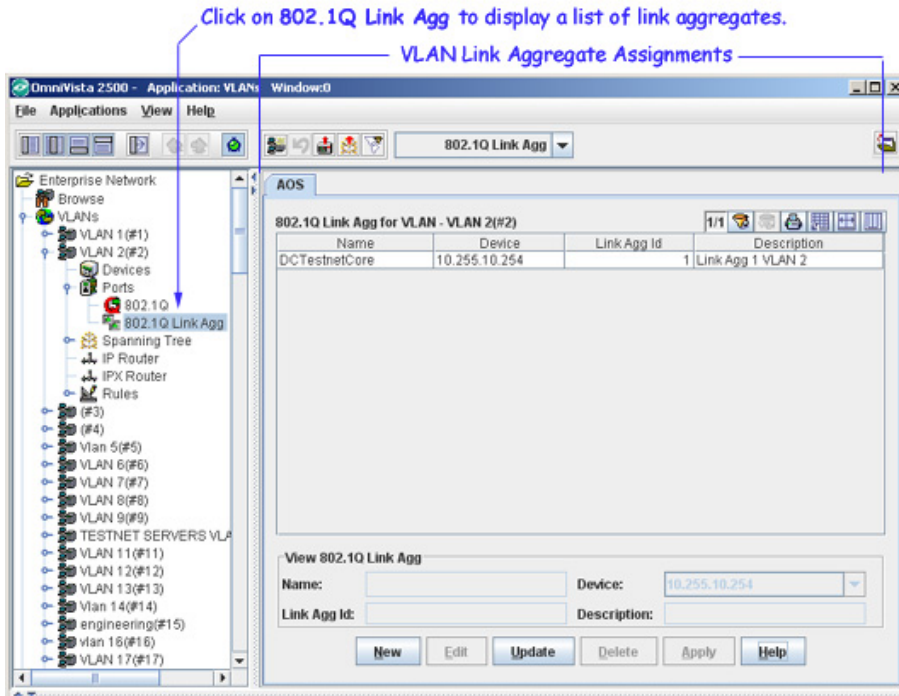 Click on 802.1Q Link Agg to display a list of link aggregates.
VLAN Link Aggregate Assignments
OmniVista 2500 - Application: VLANs Window:0
File Applications View Help
802.1Q Link Agg
Enterprise Network
Browse
VLANs
VLAN 1(#1)
VLAN 2(#2)
Devices
Ports
802.1Q
802.1Q Link Agg
Spanning Tree
IP Router
IPX Router
Rules
(#3)
(#4)
Vlan 5(#5)
VLAN 6(#6)
VLAN 7(#7)
VLAN 8(#8)
VLAN 9(#9)
TESTNET SERVERS VLA
VLAN 11(#11)
VLAN 12(#12)
VLAN 13(#13)
Vlan 14(#14)
engineering(#15)
vlan 16(#16)
VLAN 17(#17)
AOS
802.1Q Link Agg for VLAN - VLAN 2(#2) 1/1
Name Device Link Agg Id Description
DCTestnetCore 10.255.10.254 1 Link Agg 1 VLAN 2
View 802.1Q Link Agg
Name: Device: 10.255.10.254
Link Agg Id: Description:
New Edit Update Delete Apply Help